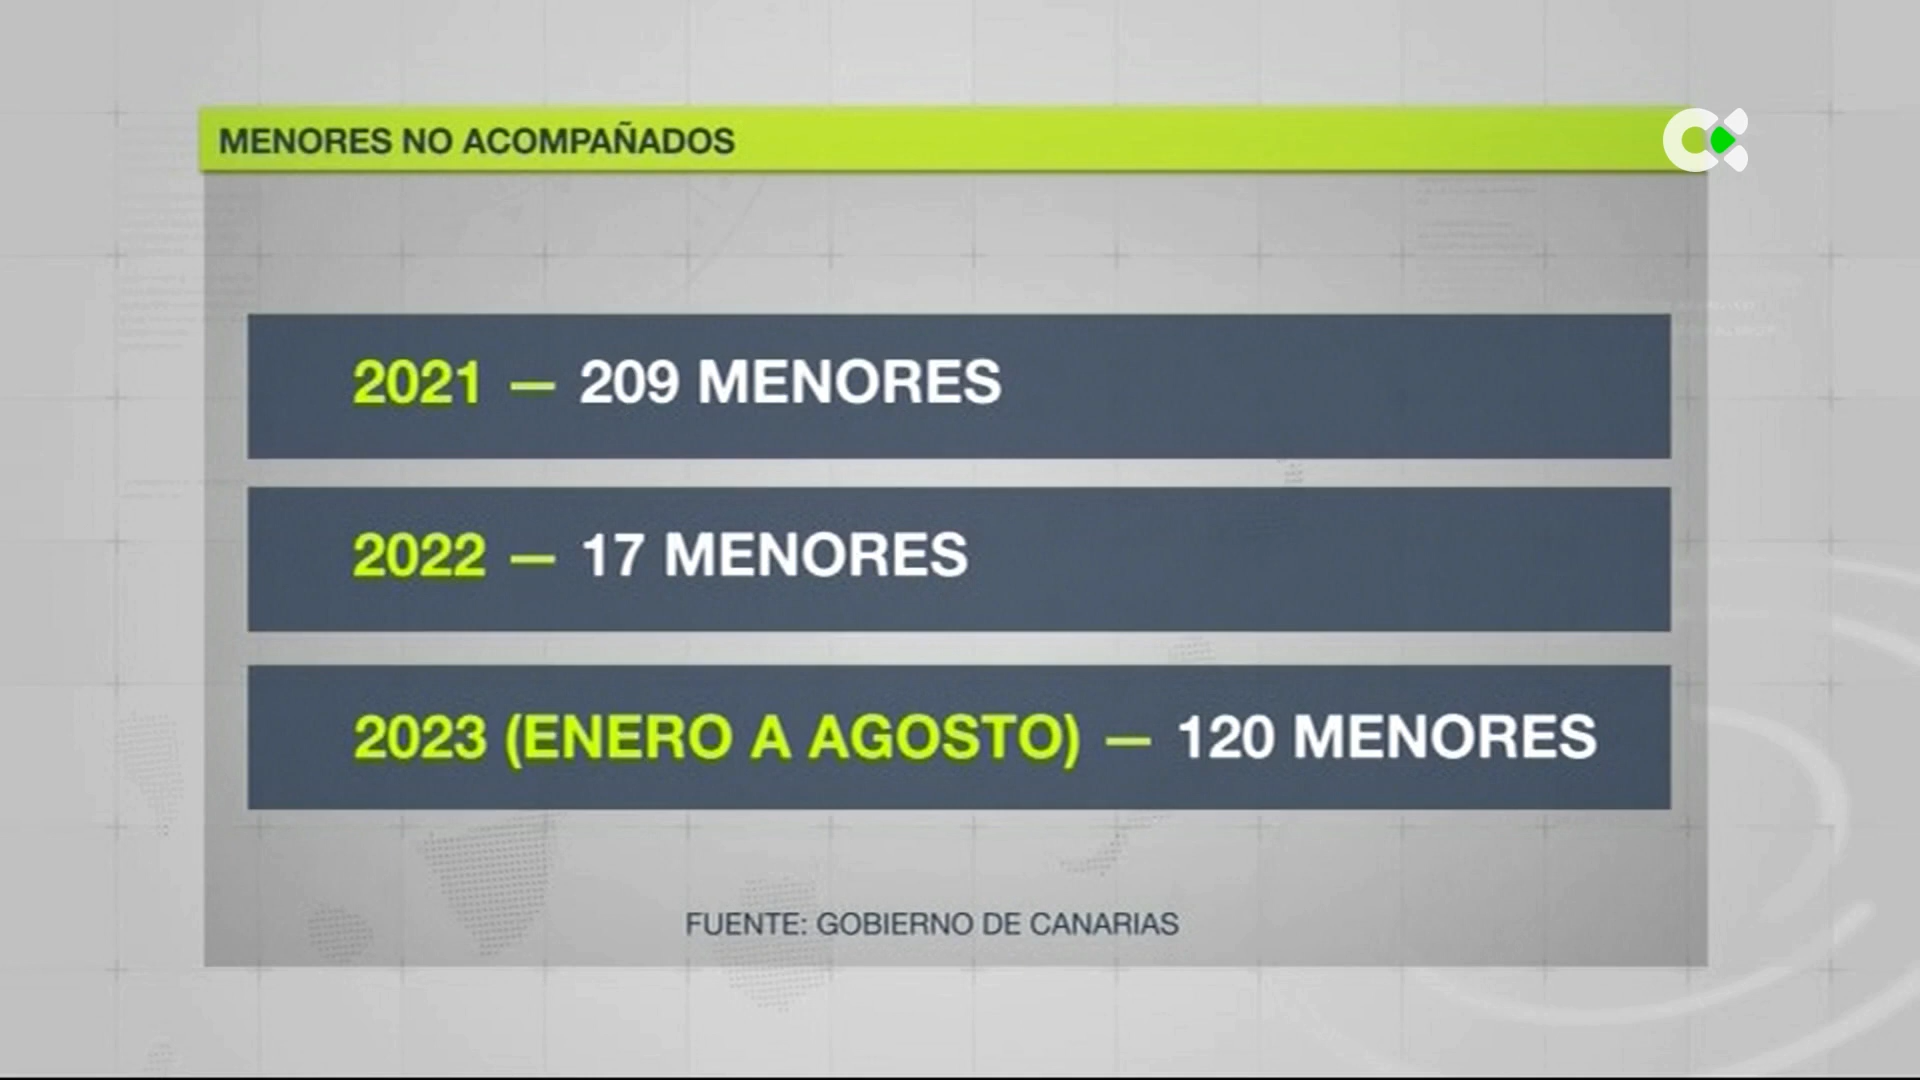 MENORES NO ACOMPAÑADOS
2021 — 209 MENORES
2022 — 17 MENORES
2023 (ENERO A AGOSTO) — 120 MENORES
FUENTE: GOBIERNO DE CANARIAS